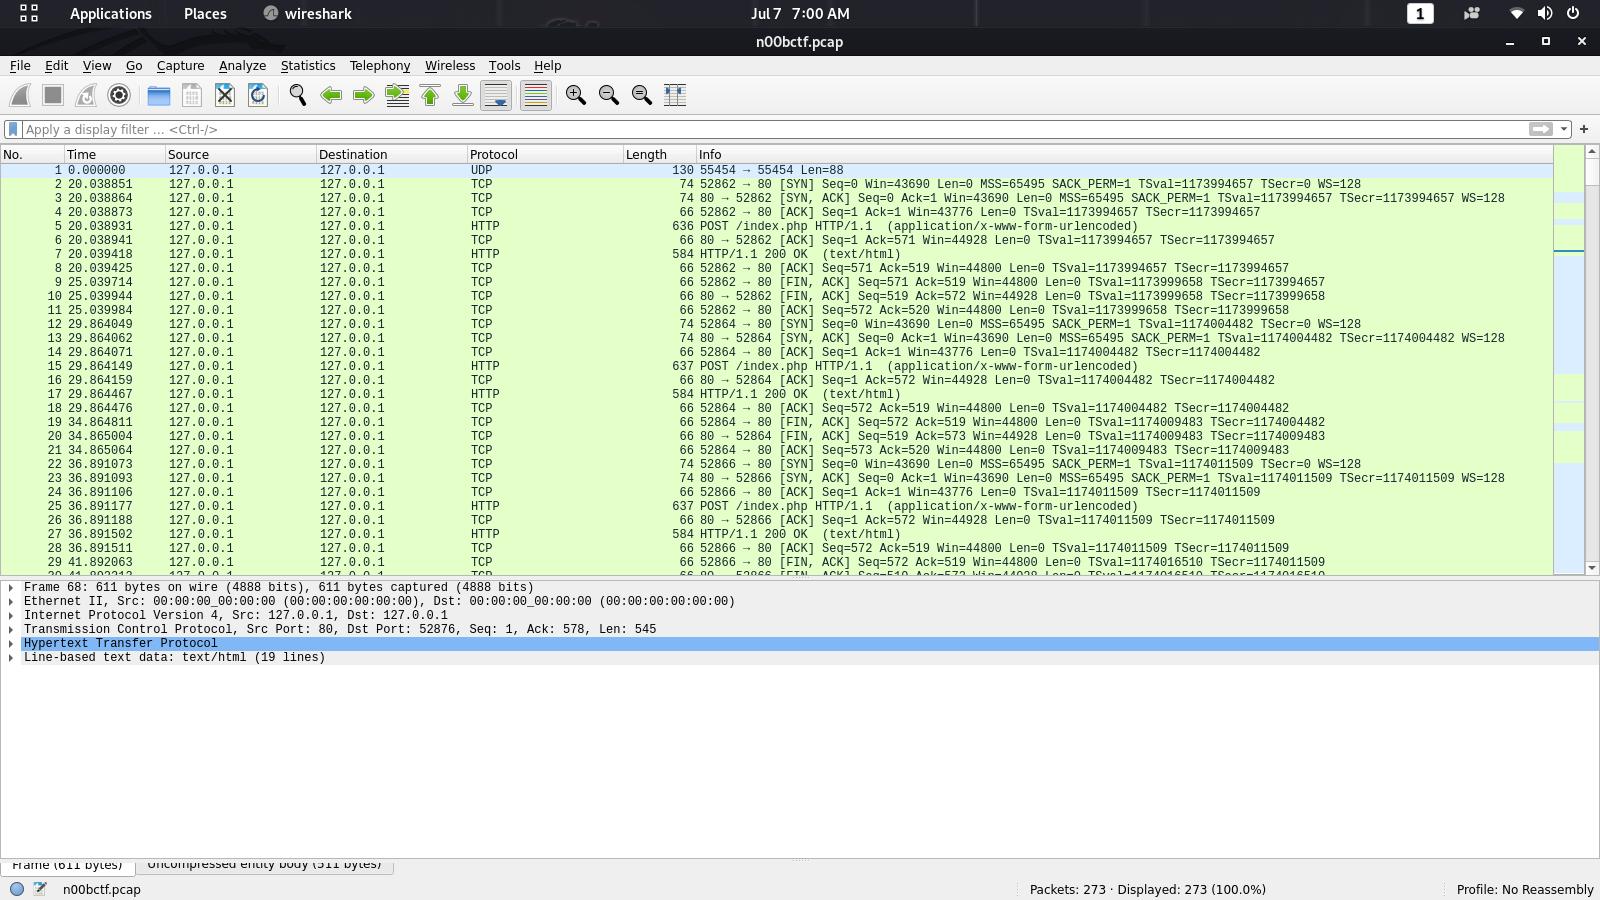 Applications Places wireshark Jul 7 7:00 AM 1
n00bctf.pcap
File Edit View Go Capture Analyze Statistics Telephony Wireless Tools Help
Apply a display filter ... <Ctrl-/>
No. Time Source Destination Protocol Length Info
1 0.000000 127.0.0.1 127.0.0.1 UDP 130 55454 → 55454 Len=88
2 20.038851 127.0.0.1 127.0.0.1 TCP 74 52862 → 80 [SYN] Seq=0 Win=43690 Len=0 MSS=65495 SACK_PERM=1 TSval=1173994657 TSecr=0 WS=128
3 20.038864 127.0.0.1 127.0.0.1 TCP 74 80 → 52862 [SYN, ACK] Seq=0 Ack=1 Win=43690 Len=0 MSS=65495 SACK_PERM=1 TSval=1173994657 TSecr=1173994657 WS=128
4 20.038873 127.0.0.1 127.0.0.1 TCP 66 52862 → 80 [ACK] Seq=1 Ack=1 Win=43776 Len=0 TSval=1173994657 TSecr=1173994657
5 20.038931 127.0.0.1 127.0.0.1 HTTP 636 POST /index.php HTTP/1.1 (application/x-www-form-urlencoded)
6 20.038941 127.0.0.1 127.0.0.1 TCP 66 80 → 52862 [ACK] Seq=1 Ack=571 Win=44928 Len=0 TSval=1173994657 TSecr=1173994657
7 20.039418 127.0.0.1 127.0.0.1 HTTP 584 HTTP/1.1 200 OK (text/html)
8 20.039425 127.0.0.1 127.0.0.1 TCP 66 52862 → 80 [ACK] Seq=571 Ack=519 Win=44800 Len=0 TSval=1173994657 TSecr=1173994657
9 25.039714 127.0.0.1 127.0.0.1 TCP 66 52862 → 80 [FIN, ACK] Seq=571 Ack=519 Win=44800 Len=0 TSval=1173999658 TSecr=1173994657
10 25.039944 127.0.0.1 127.0.0.1 TCP 66 80 → 52862 [FIN, ACK] Seq=519 Ack=572 Win=44928 Len=0 TSval=1173999658 TSecr=1173999658
11 25.039984 127.0.0.1 127.0.0.1 TCP 66 52862 → 80 [ACK] Seq=572 Ack=520 Win=44800 Len=0 TSval=1173999658 TSecr=1173999658
12 29.864049 127.0.0.1 127.0.0.1 TCP 74 52864 → 80 [SYN] Seq=0 Win=43690 Len=0 MSS=65495 SACK_PERM=1 TSval=1174004482 TSecr=0 WS=128
13 29.864062 127.0.0.1 127.0.0.1 TCP 74 80 → 52864 [SYN, ACK] Seq=0 Ack=1 Win=43690 Len=0 MSS=65495 SACK_PERM=1 TSval=1174004482 TSecr=1174004482 WS=128
14 29.864071 127.0.0.1 127.0.0.1 TCP 66 52864 → 80 [ACK] Seq=1 Ack=1 Win=43776 Len=0 TSval=1174004482 TSecr=1174004482
15 29.864149 127.0.0.1 127.0.0.1 HTTP 637 POST /index.php HTTP/1.1 (application/x-www-form-urlencoded)
16 29.864159 127.0.0.1 127.0.0.1 TCP 66 80 → 52864 [ACK] Seq=1 Ack=572 Win=44928 Len=0 TSval=1174004482 TSecr=1174004482
17 29.864467 127.0.0.1 127.0.0.1 HTTP 584 HTTP/1.1 200 OK (text/html)
18 29.864476 127.0.0.1 127.0.0.1 TCP 66 52864 → 80 [ACK] Seq=572 Ack=519 Win=44800 Len=0 TSval=1174004482 TSecr=1174004482
19 34.864811 127.0.0.1 127.0.0.1 TCP 66 52864 → 80 [FIN, ACK] Seq=572 Ack=519 Win=44800 Len=0 TSval=1174009483 TSecr=1174004482
20 34.865004 127.0.0.1 127.0.0.1 TCP 66 80 → 52864 [FIN, ACK] Seq=519 Ack=573 Win=44928 Len=0 TSval=1174009483 TSecr=1174009483
21 34.865064 127.0.0.1 127.0.0.1 TCP 66 52864 → 80 [ACK] Seq=573 Ack=520 Win=44800 Len=0 TSval=1174009483 TSecr=1174009483
22 36.891073 127.0.0.1 127.0.0.1 TCP 74 52866 → 80 [SYN] Seq=0 Win=43690 Len=0 MSS=65495 SACK_PERM=1 TSval=1174011509 TSecr=0 WS=128
23 36.891093 127.0.0.1 127.0.0.1 TCP 74 80 → 52866 [SYN, ACK] Seq=0 Ack=1 Win=43690 Len=0 MSS=65495 SACK_PERM=1 TSval=1174011509 TSecr=1174011509 WS=128
24 36.891106 127.0.0.1 127.0.0.1 TCP 66 52866 → 80 [ACK] Seq=1 Ack=1 Win=43776 Len=0 TSval=1174011509 TSecr=1174011509
25 36.891177 127.0.0.1 127.0.0.1 HTTP 637 POST /index.php HTTP/1.1 (application/x-www-form-urlencoded)
26 36.891188 127.0.0.1 127.0.0.1 TCP 66 80 → 52866 [ACK] Seq=1 Ack=572 Win=44928 Len=0 TSval=1174011509 TSecr=1174011509
27 36.891502 127.0.0.1 127.0.0.1 HTTP 584 HTTP/1.1 200 OK (text/html)
28 36.891511 127.0.0.1 127.0.0.1 TCP 66 52866 → 80 [ACK] Seq=572 Ack=519 Win=44800 Len=0 TSval=1174011509 TSecr=1174011509
29 41.892063 127.0.0.1 127.0.0.1 TCP 66 52866 → 80 [FIN, ACK] Seq=572 Ack=519 Win=44800 Len=0 TSval=1174016510 TSecr=1174011509
Frame 68: 611 bytes on wire (4888 bits), 611 bytes captured (4888 bits)
Ethernet II, Src: 00:00:00_00:00:00 (00:00:00:00:00:00), Dst: 00:00:00_00:00:00 (00:00:00:00:00:00)
Internet Protocol Version 4, Src: 127.0.0.1, Dst: 127.0.0.1
Transmission Control Protocol, Src Port: 80, Dst Port: 52876, Seq: 1, Ack: 578, Len: 545
Hypertext Transfer Protocol
Line-based text data: text/html (19 lines)
Frame (611 bytes) Uncompressed entity body (511 bytes)
n00bctf.pcap Packets: 273 · Displayed: 273 (100.0%) Profile: No Reassembly